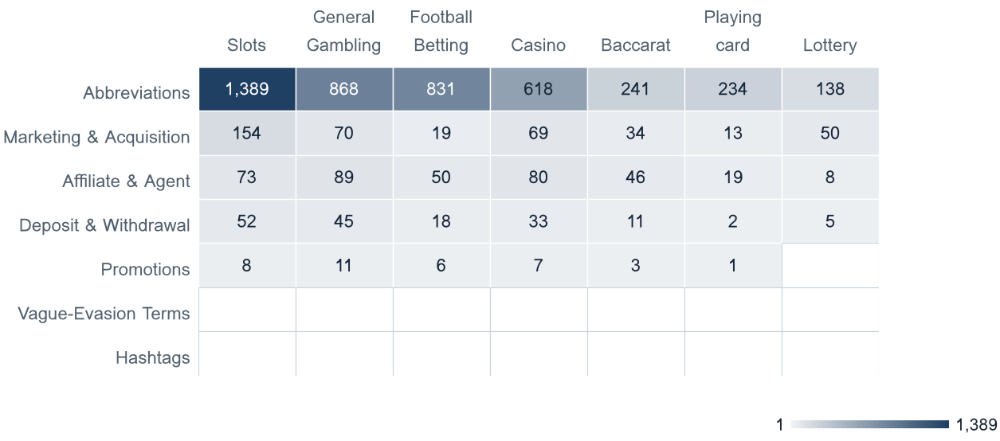 General Football Playing
Slots Gambling Betting Casino Baccarat card Lottery
Abbreviations 1,389 868 831 618 241 234 138
Marketing & Acquisition 154 70 19 69 34 13 50
Affiliate & Agent 73 89 50 80 46 19 8
Deposit & Withdrawal 52 45 18 33 11 2 5
Promotions 8 11 6 7 3 1
Vague-Evasion Terms
Hashtags
1 1,389